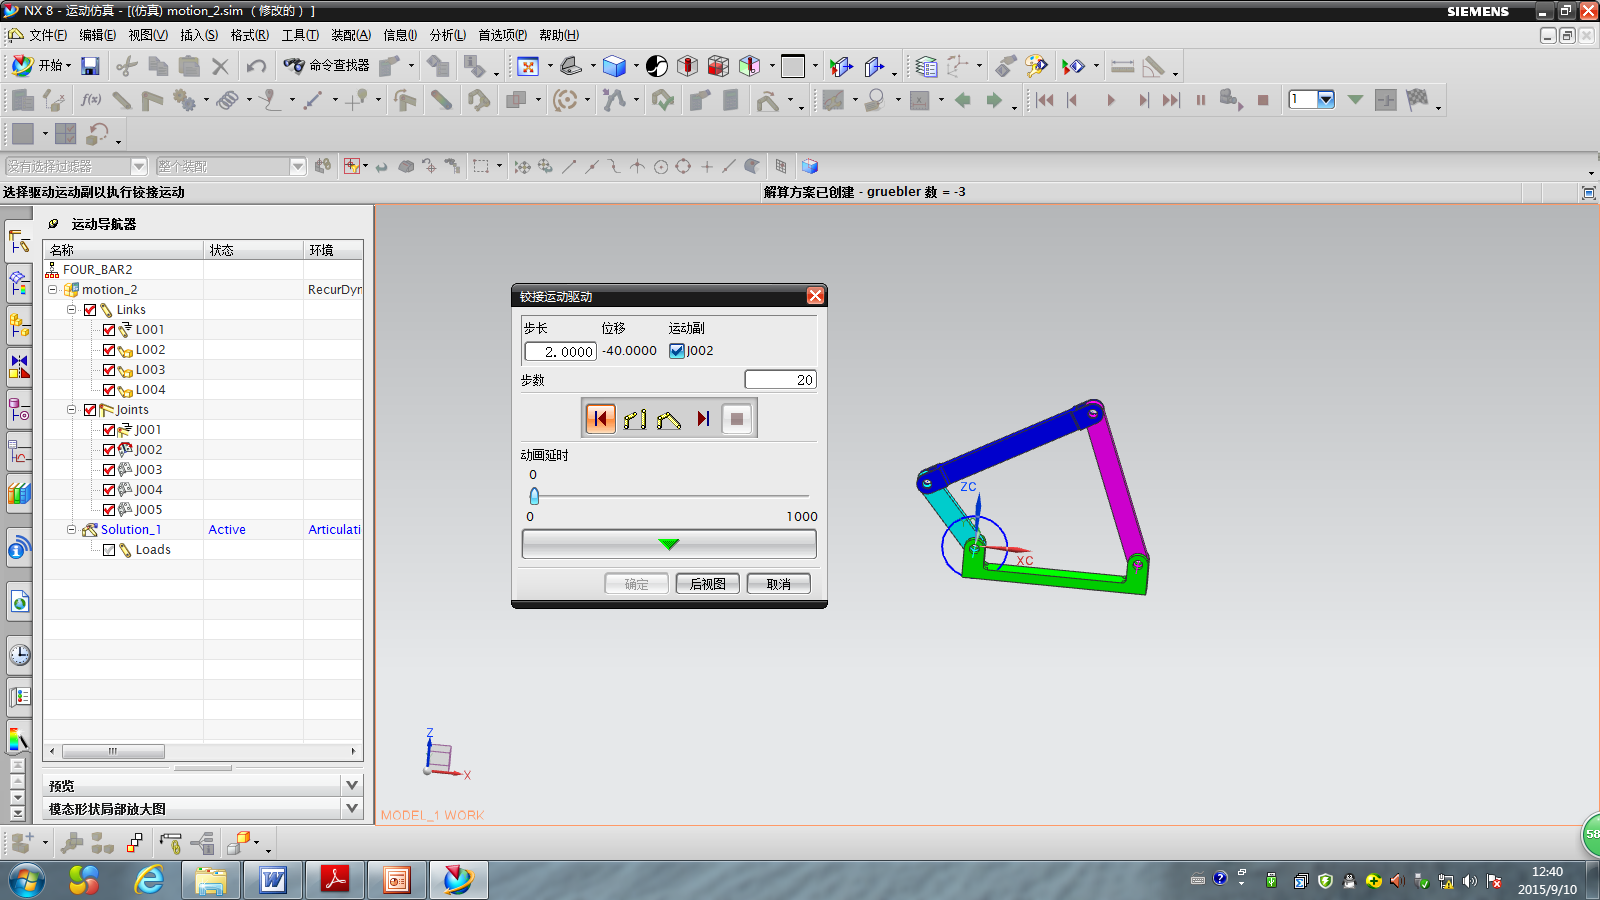 NX 8 - 运动仿真 - [(仿真) motion_2.sim （修改的） ]
SIEMENS
文件(F) 编辑(E) 视图(V) 插入(S) 格式(R) 工具(T) 装配(A) 信息(I) 分析(L) 首选项(P) 帮助(H)
开始 命令查找器
f(x) 1
没有选择过滤器 整个装配
选择驱动运动副以执行铰接运动
解算方案已创建 - gruebler 数 = -3
运动导航器
名称 状态 环境
FOUR_BAR2
motion_2 RecurDyn
Links
L001
L002
L003
L004
Joints
J001
J002
J003
J004
J005
Solution_1 Active Articulati
Loads
预览
模态形状局部放大图
铰接运动驱动
步长 位移 运动副
2.0000 -40.0000 J002
步数 20
动画延时
0
0 1000
确定 后视图 取消
ZC
XC
Z
X
MODEL_1 WORK
58
12:40
2015/9/10